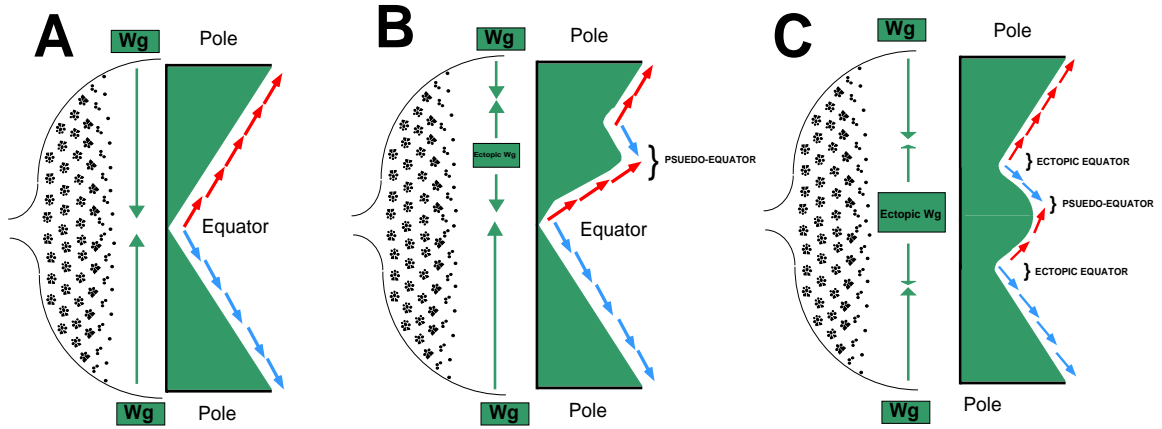 A
Wg
Pole
Equator
Wg
Pole
B
Wg
Pole
Ectopic Wg
PSUEDO-EQUATOR
Equator
Wg
Pole
C
Wg
Pole
ECTOPIC EQUATOR
Ectopic Wg
PSUEDO-EQUATOR
ECTOPIC EQUATOR
Wg
Pole